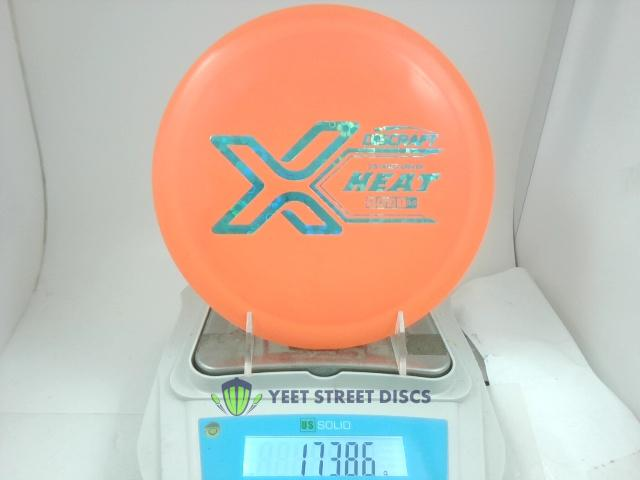 X
DISCRAFT
HEAT
YEET STREET DISCS
US SOLID
173.86 g